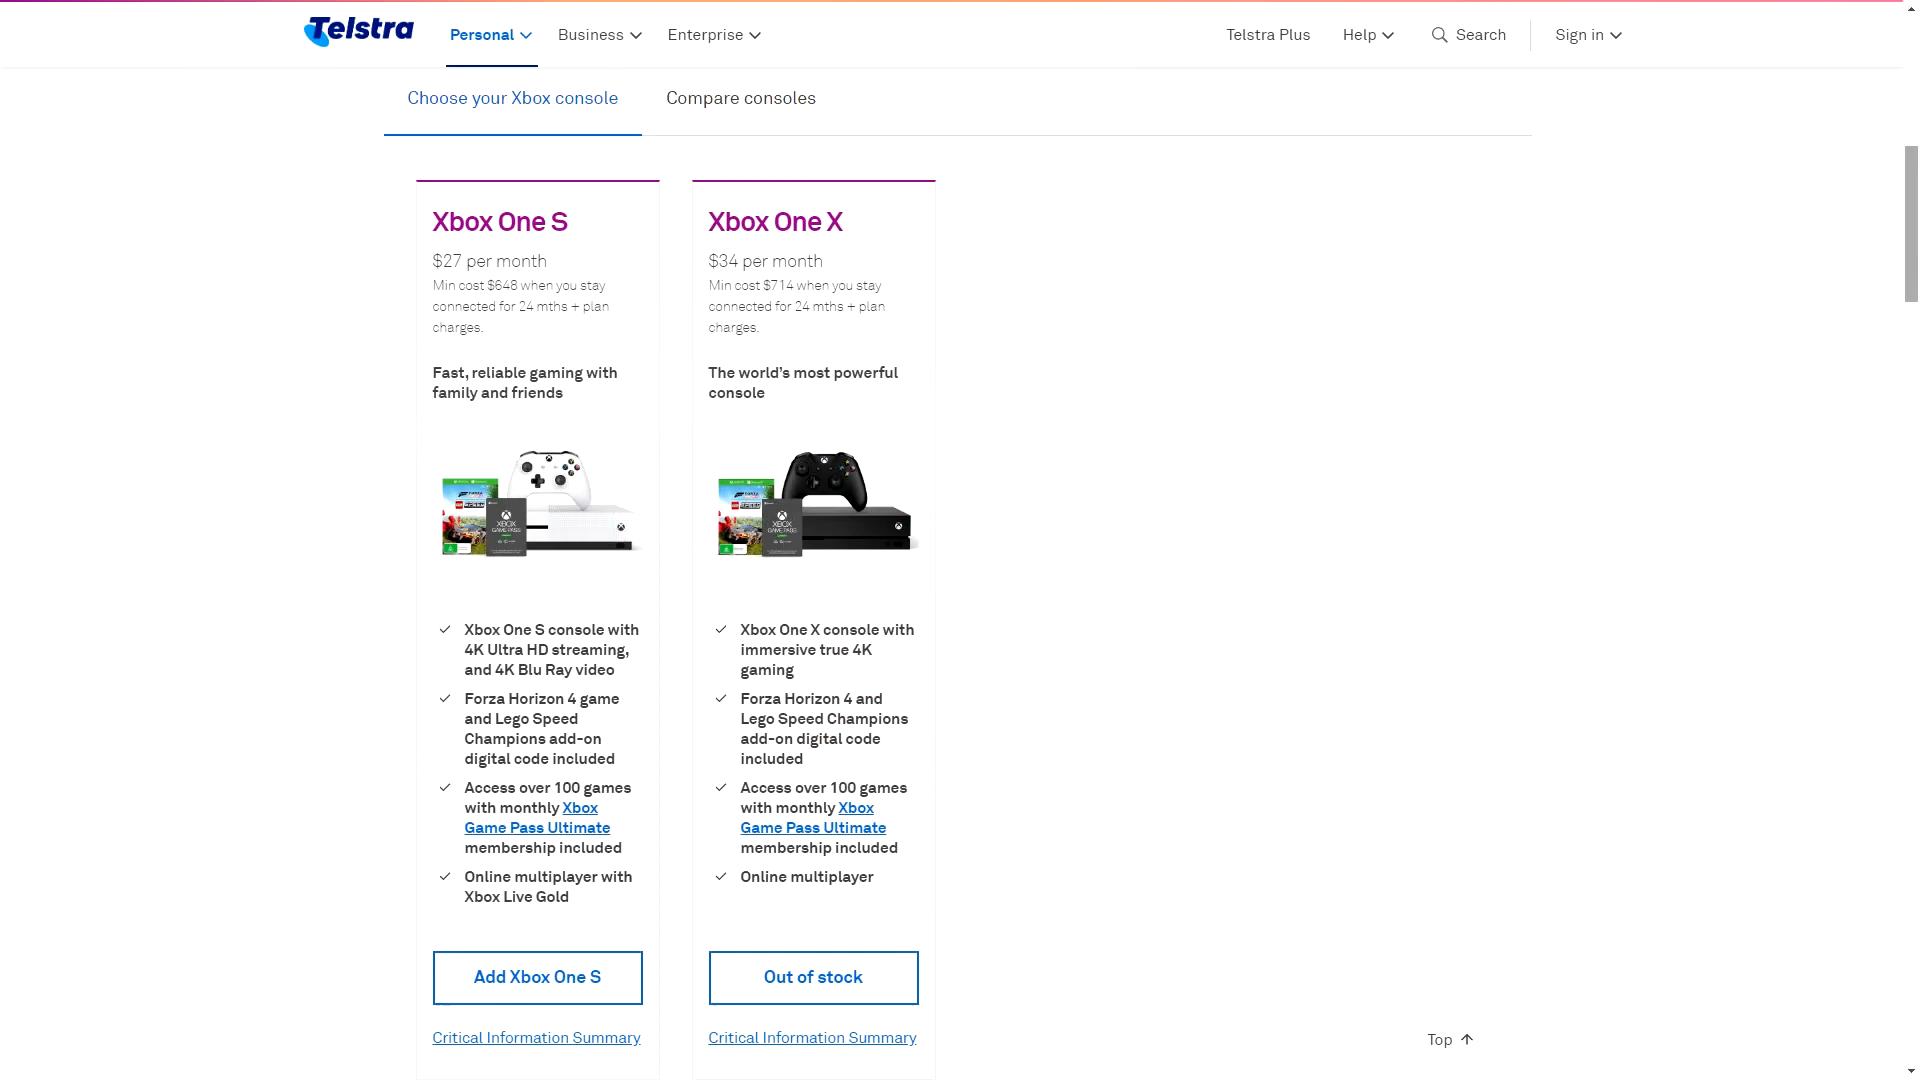 Telstra
Personal
Business
Enterprise
Telstra Plus
Help
Search
Sign in
Choose your Xbox console
Compare consoles
Xbox One S
$27 per month
Min cost $648 when you stay
connected for 24 mths + plan
charges.
Fast, reliable gaming with
family and friends
XBOX
GAME PASS
Xbox One S console with
4K Ultra HD streaming,
and 4K Blu Ray video
Forza Horizon 4 game
and Lego Speed
Champions add-on
digital code included
Access over 100 games
with monthly Xbox
Game Pass Ultimate
membership included
Online multiplayer with
Xbox Live Gold
Add Xbox One S
Critical Information Summary
Xbox One X
$34 per month
Min cost $714 when you stay
connected for 24 mths + plan
charges.
The world’s most powerful
console
XBOX
GAME PASS
Xbox One X console with
immersive true 4K
gaming
Forza Horizon 4 and
Lego Speed Champions
add-on digital code
included
Access over 100 games
with monthly Xbox
Game Pass Ultimate
membership included
Online multiplayer
Out of stock
Critical Information Summary
Top